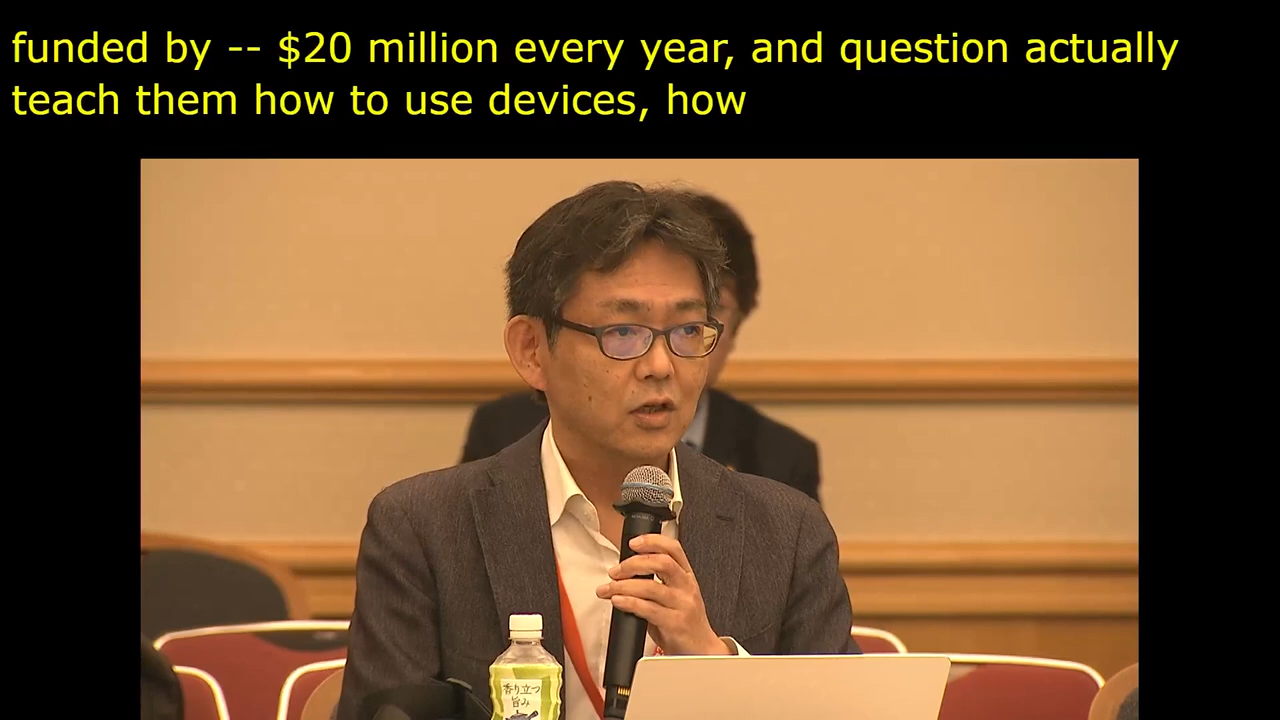 funded by -- $20 million every year, and question actually
teach them how to use devices, how
香り立つ
旨み